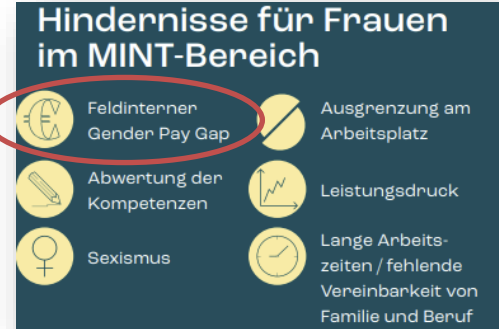 Hindernisse für Frauen
im MINT-Bereich
Feldinterner
Gender Pay Gap
Ausgrenzung am
Arbeitsplatz
Abwertung der
Kompetenzen
Leistungsdruck
Sexismus
Lange Arbeits-
zeiten / fehlende
Vereinbarkeit von
Familie und Beruf